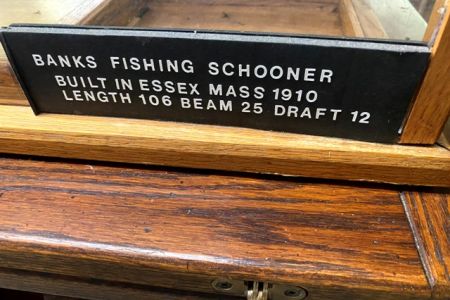 BANKS FISHING SCHOONER
BUILT IN ESSEX MASS 1910
LENGTH 106 BEAM 25 DRAFT 12